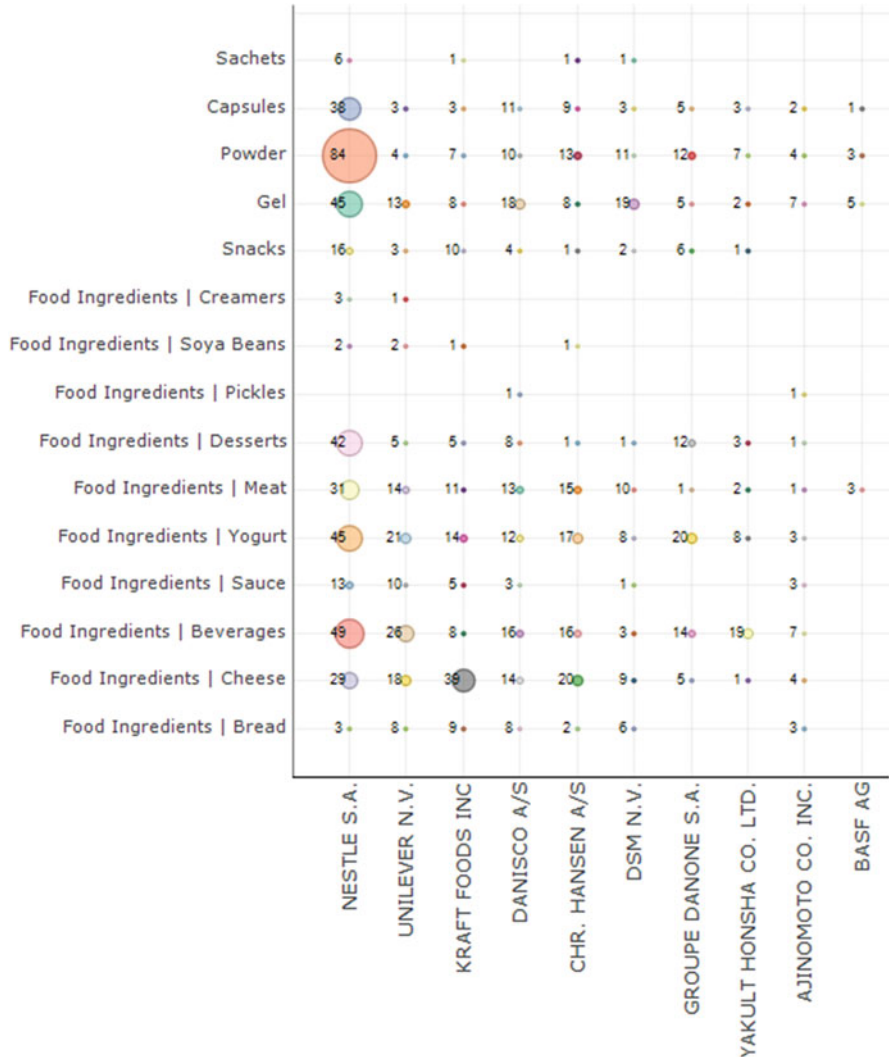 Sachets 6 1 1 1
Capsules 38 3 3 11 9 3 5 3 2 1
Powder 84 4 7 10 13 11 12 7 4 3
Gel 45 13 8 18 8 19 5 2 7 5
Snacks 16 3 10 4 1 2 6 1
Food Ingredients | Creamers 3 1
Food Ingredients | Soya Beans 2 2 1 1
Food Ingredients | Pickles 1 1
Food Ingredients | Desserts 42 5 5 8 1 1 12 3 1
Food Ingredients | Meat 31 14 11 13 15 10 1 2 1 3
Food Ingredients | Yogurt 45 21 14 12 17 8 20 8 3
Food Ingredients | Sauce 13 10 5 3 1 3
Food Ingredients | Beverages 49 26 8 16 16 3 14 19 7
Food Ingredients | Cheese 29 18 39 14 20 9 5 1 4
Food Ingredients | Bread 3 8 9 8 2 6 3
NESTLE S.A.
UNILEVER N.V.
KRAFT FOODS INC
DANISCO A/S
CHR. HANSEN A/S
DSM N.V.
GROUPE DANONE S.A.
YAKULT HONSHA CO. LTD.
AJINOMOTO CO. INC.
BASF AG